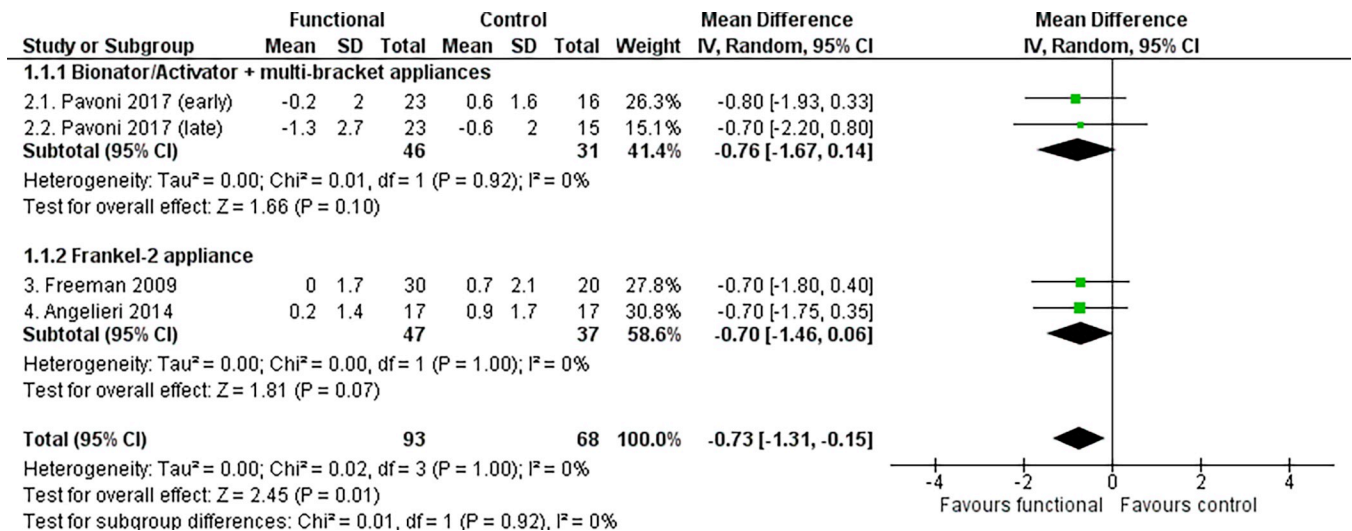 Functional Control Mean Difference Mean Difference
Study or Subgroup Mean SD Total Mean SD Total Weight IV, Random, 95% CI IV, Random, 95% CI
1.1.1 Bionator/Activator + multi-bracket appliances
2.1. Pavoni 2017 (early) -0.2 2 23 0.6 1.6 16 26.3% -0.80 [-1.93, 0.33]
2.2. Pavoni 2017 (late) -1.3 2.7 23 -0.6 2 15 15.1% -0.70 [-2.20, 0.80]
Subtotal (95% CI) 46 31 41.4% -0.76 [-1.67, 0.14]
Heterogeneity: Tau² = 0.00; Chi² = 0.01, df = 1 (P = 0.92); I² = 0%
Test for overall effect: Z = 1.66 (P = 0.10)
1.1.2 Frankel-2 appliance
3. Freeman 2009 0 1.7 30 0.7 2.1 20 27.8% -0.70 [-1.80, 0.40]
4. Angelieri 2014 0.2 1.4 17 0.9 1.7 17 30.8% -0.70 [-1.75, 0.35]
Subtotal (95% CI) 47 37 58.6% -0.70 [-1.46, 0.06]
Heterogeneity: Tau² = 0.00; Chi² = 0.00, df = 1 (P = 1.00); I² = 0%
Test for overall effect: Z = 1.81 (P = 0.07)
Total (95% CI) 93 68 100.0% -0.73 [-1.31, -0.15]
Heterogeneity: Tau² = 0.00; Chi² = 0.02, df = 3 (P = 1.00); I² = 0%
Test for overall effect: Z = 2.45 (P = 0.01)
Test for subgroup differences: Chi² = 0.01, df = 1 (P = 0.92), I² = 0%
-4 -2 0 2 4
Favours functional Favours control